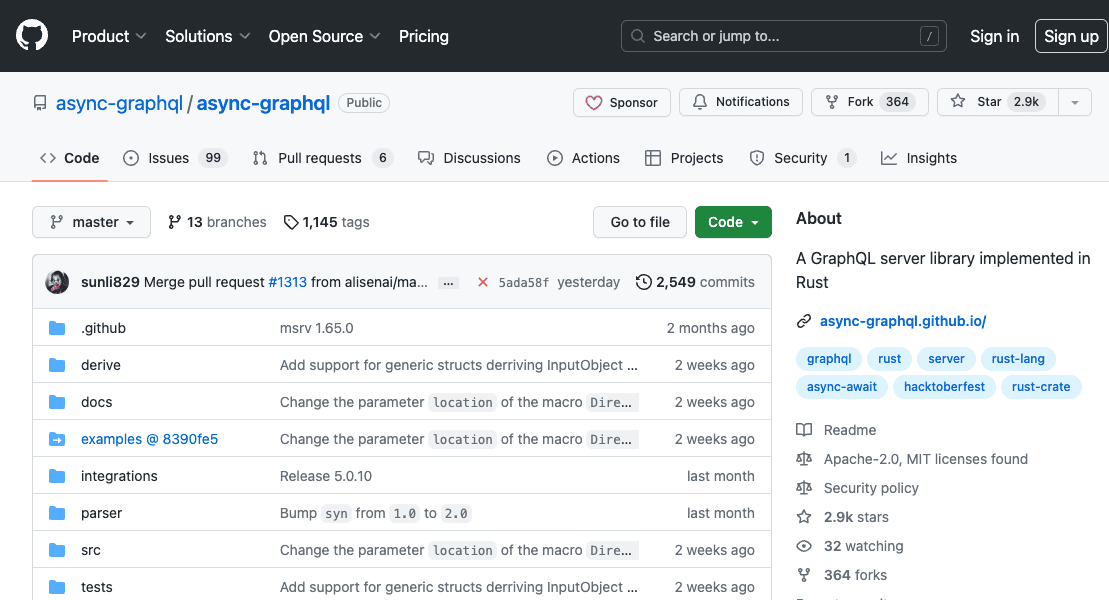 Product Solutions Open Source Pricing Search or jump to... / Sign in Sign up
async-graphql / async-graphql Public Sponsor Notifications Fork 364 Star 2.9k
Code Issues 99 Pull requests 6 Discussions Actions Projects Security 1 Insights
master 13 branches 1,145 tags Go to file Code
sunli829 Merge pull request #1313 from alisenai/ma... ... 5ada58f yesterday 2,549 commits
.github msrv 1.65.0 2 months ago
derive Add support for generic structs derriving InputObject ... 2 weeks ago
docs Change the parameter location of the macro Dire... 2 weeks ago
examples @ 8390fe5 Change the parameter location of the macro Dire... 2 weeks ago
integrations Release 5.0.10 last month
parser Bump syn from 1.0 to 2.0 last month
src Change the parameter location of the macro Dire... 2 weeks ago
tests Add support for generic structs derriving InputObject ... 2 weeks ago
About
A GraphQL server library implemented in
Rust
async-graphql.github.io/
graphql rust server rust-lang
async-await hacktoberfest rust-crate
Readme
Apache-2.0, MIT licenses found
Security policy
2.9k stars
32 watching
364 forks